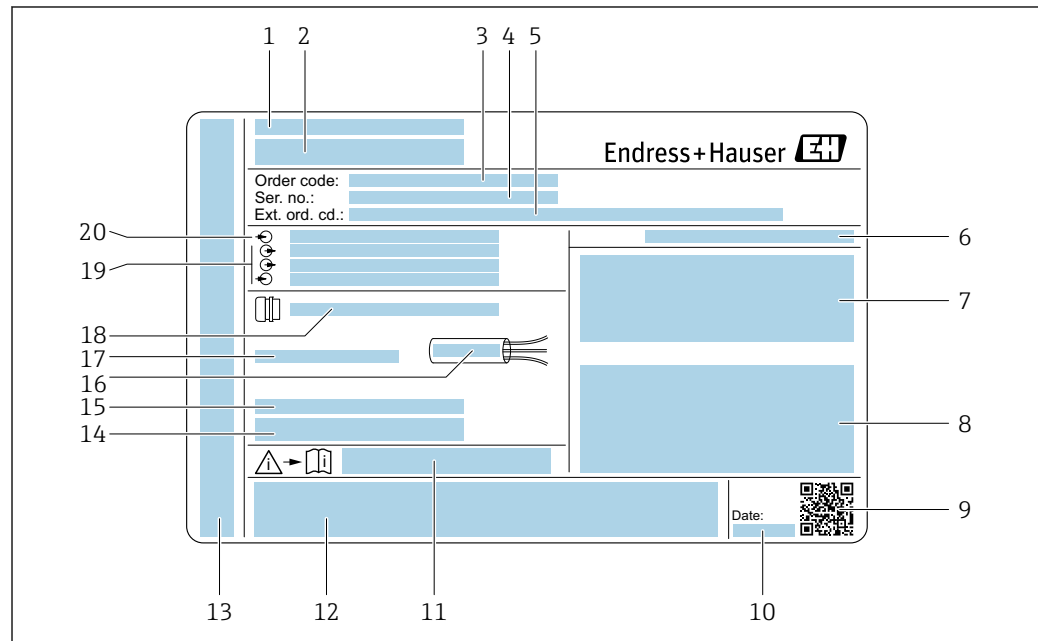 1 2 3 4 5
Endress+Hauser EH
Order code:
Ser. no.:
Ext. ord. cd.:
20
6
19
7
18
17
16
15
14
8
i i
Date:
9
13 12 11 10